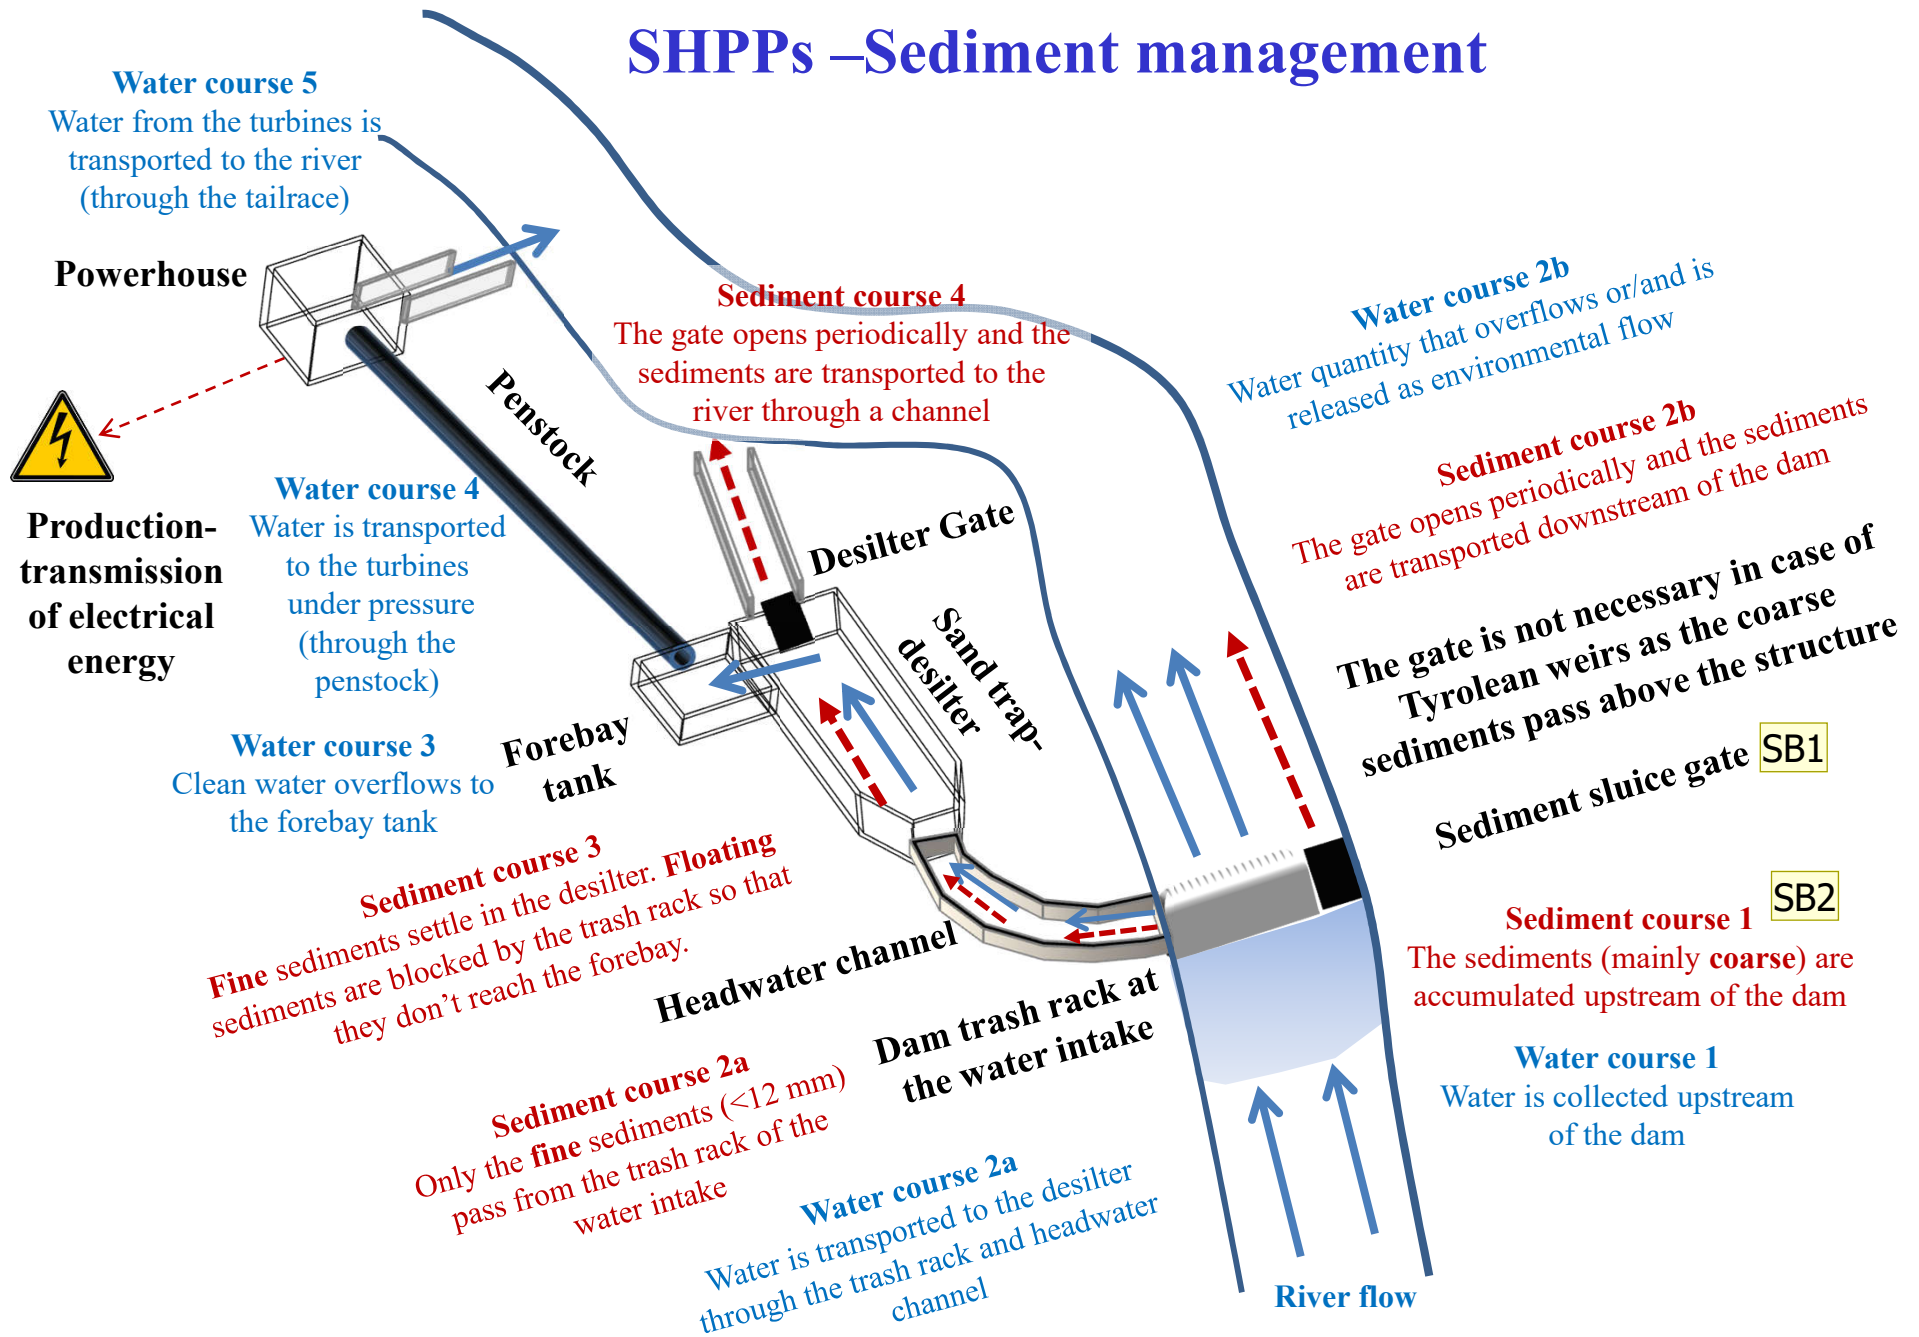 SHPPs –Sediment management
Water course 5
Water from the turbines is
transported to the river
(through the tailrace)
Powerhouse
Penstock
Production-
transmission
of electrical
energy
Water course 4
Water is transported
to the turbines
under pressure
(through the
penstock)
Water course 3
Clean water overflows to
the forebay tank
Forebay
tank
Sediment course 4
The gate opens periodically and the
sediments are transported to the
river through a channel
Desilter Gate
Sand trap-
desilter
Water course 2b
Water quantity that overflows or/and is
released as environmental flow
Sediment course 2b
The gate opens periodically and the sediments
are transported downstream of the dam
The gate is not necessary in case of
Tyrolean weirs as the coarse
sediments pass above the structure
Sediment sluice gate
SB1
SB2
Sediment course 1
The sediments (mainly coarse) are
accumulated upstream of the dam
Water course 1
Water is collected upstream
of the dam
Sediment course 3
Fine sediments settle in the desilter. Floating
sediments are blocked by the trash rack so that
they don’t reach the forebay.
Headwater channel
Dam trash rack at
the water intake
Sediment course 2a
Only the fine sediments (<12 mm)
pass from the trash rack of the
water intake
Water course 2a
Water is transported to the desilter
through the trash rack and headwater
channel
River flow